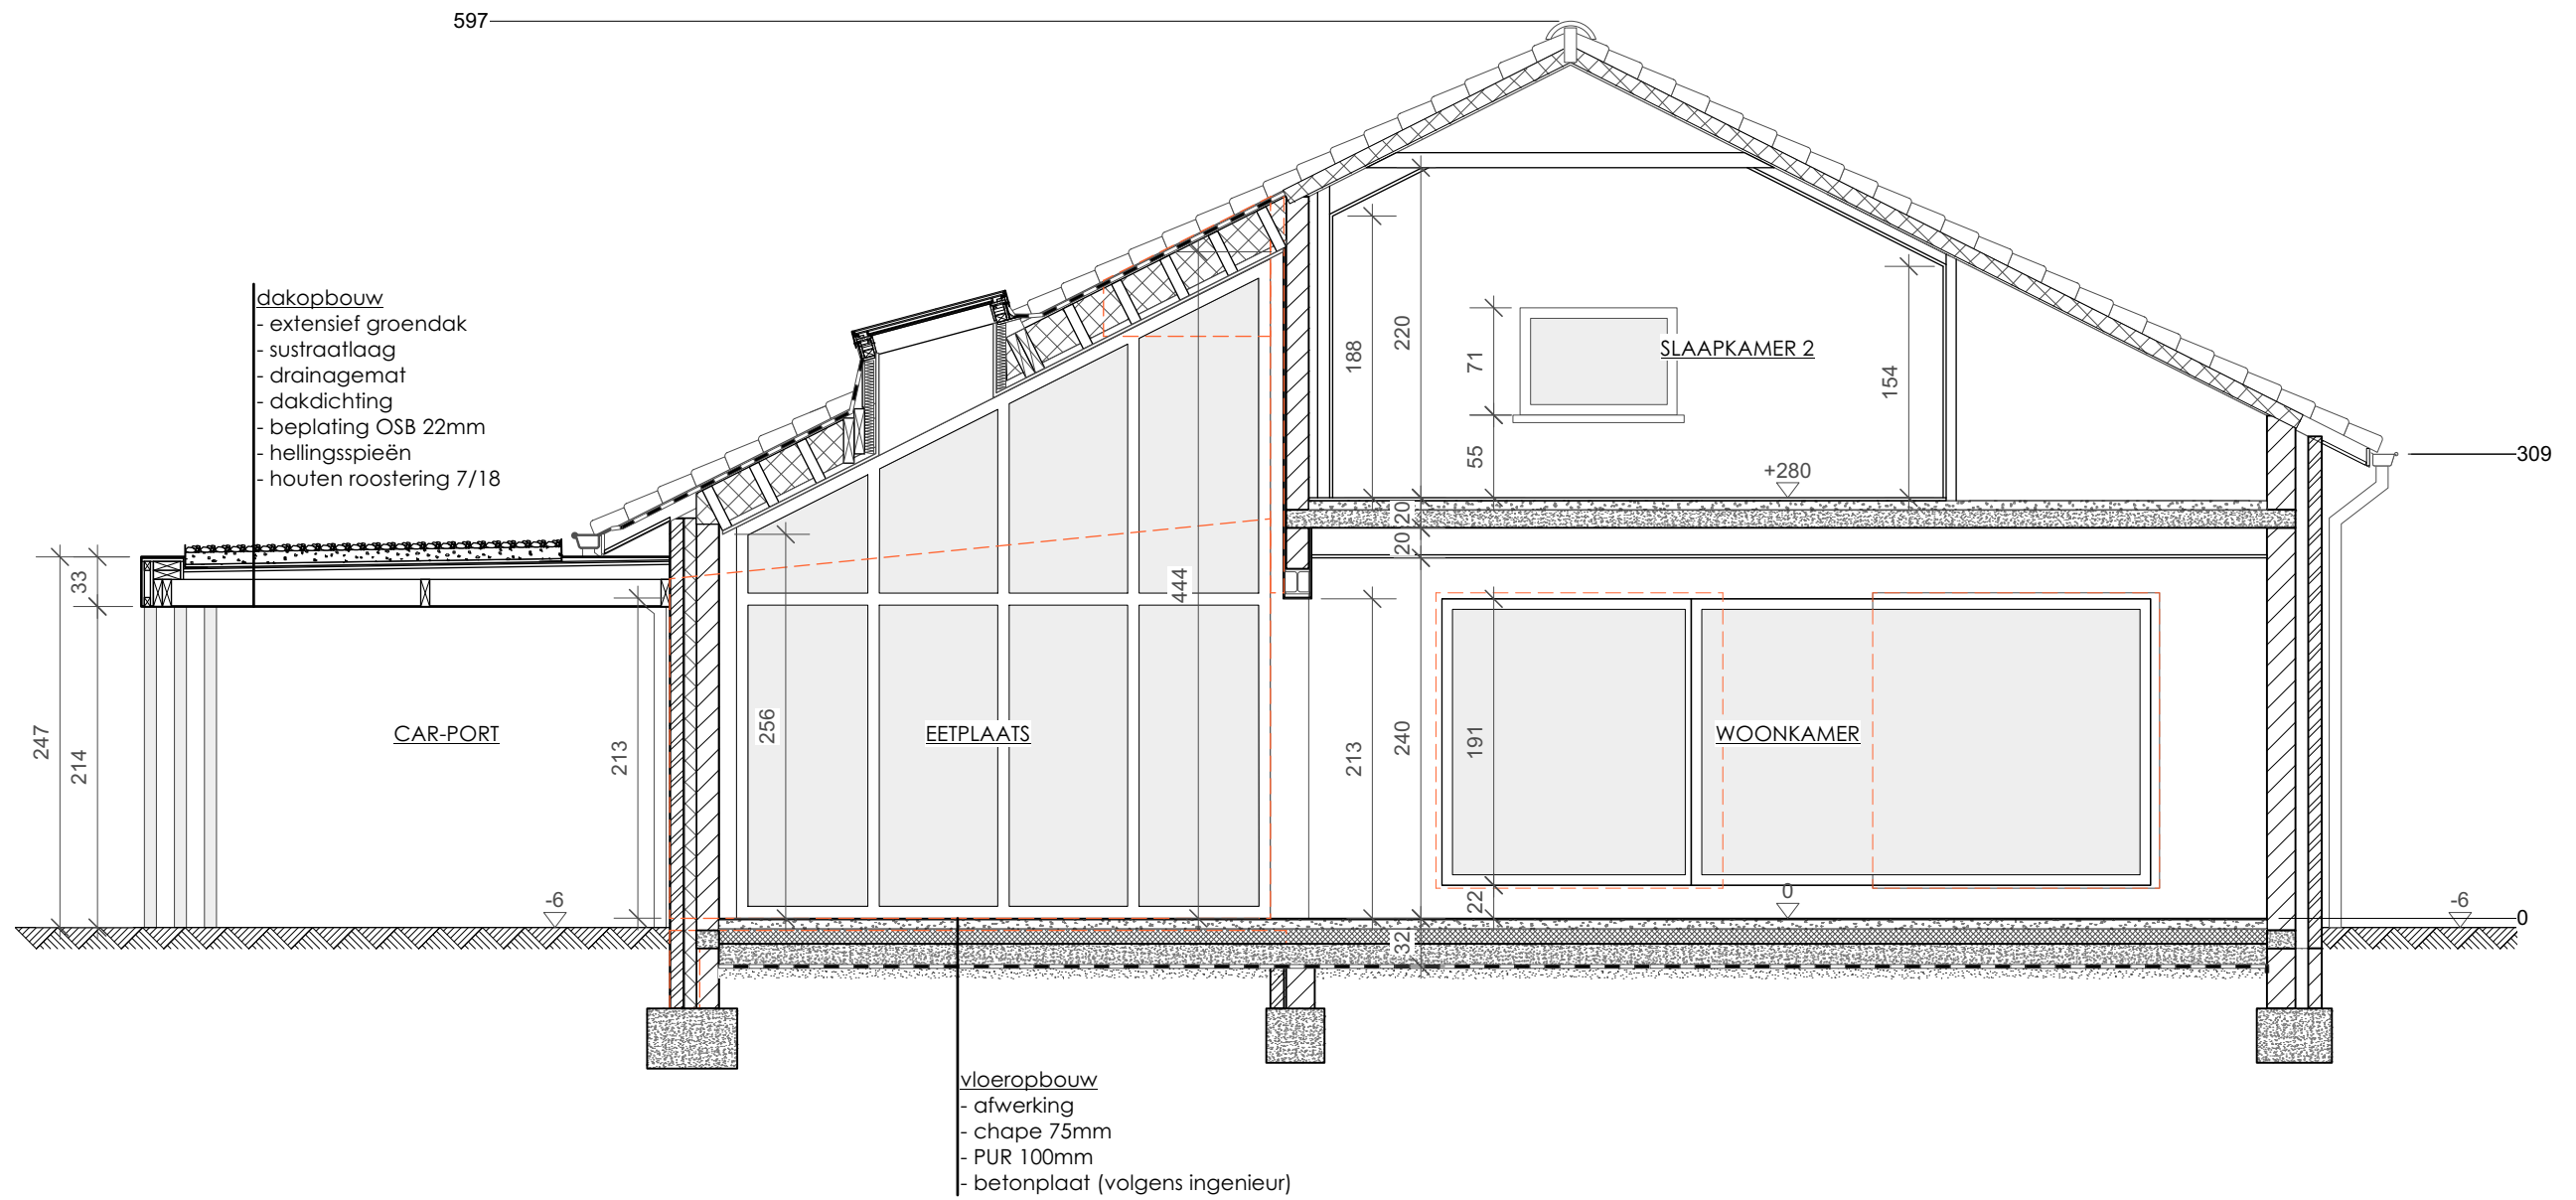 597
dakopbouw
- extensief groendak
- sustraatlaag
- drainagemat
- dakdichting
- beplating OSB 22mm
- hellingsspieën
- houten roostering 7/18
188
220
71
55
SLAAPKAMER 2
154
+280
309
20
20
33
247
214
CAR-PORT
213
-6
256
EETPLAATS
444
213
240
191
22
WOONKAMER
0
-6
0
32
vloeropbouw
- afwerking
- chape 75mm
- PUR 100mm
- betonplaat (volgens ingenieur)